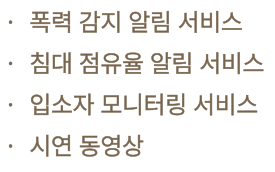 · 폭력 감지 알림 서비스
· 침대 점유율 알림 서비스
· 입소자 모니터링 서비스
· 시연 동영상